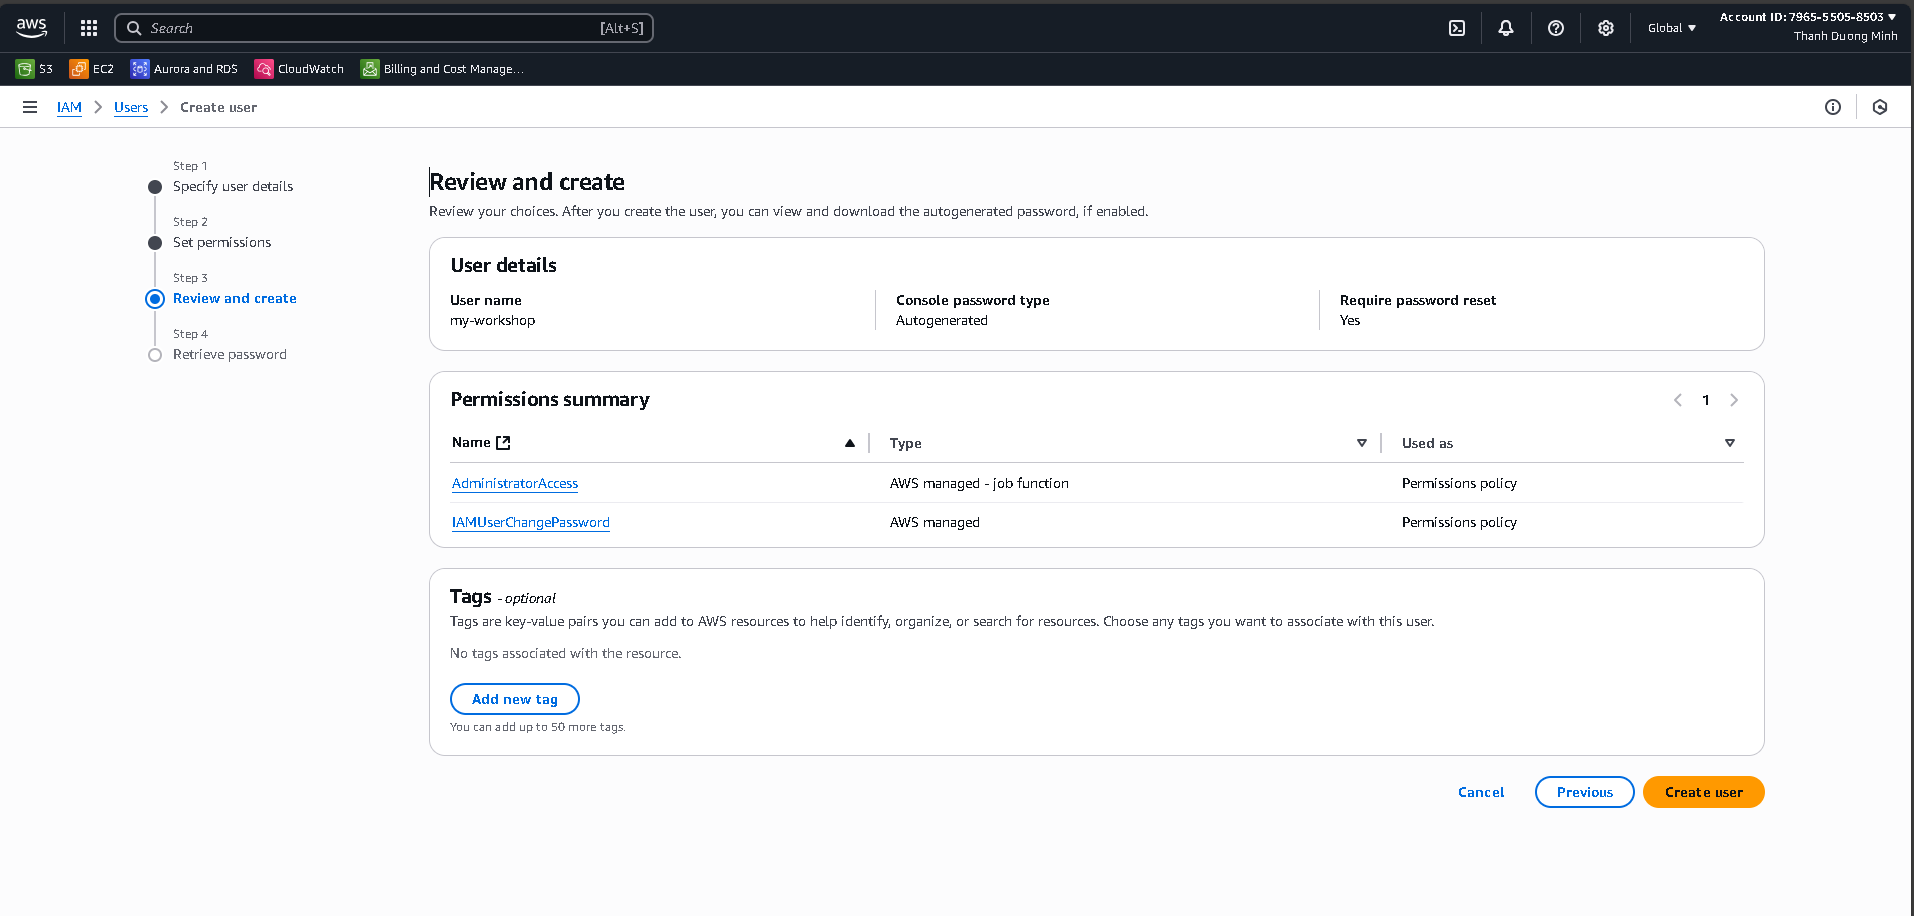 aws
Search [Alt+S]
Global
Account ID: 7965-5505-8503
Thanh Duong Minh
S3 EC2 Aurora and RDS CloudWatch Billing and Cost Manage...
IAM Users Create user
Step 1
Specify user details
Step 2
Set permissions
Step 3
Review and create
Step 4
Retrieve password
Review and create
Review your choices. After you create the user, you can view and download the autogenerated password, if enabled.
User details
User name
my-workshop
Console password type
Autogenerated
Require password reset
Yes
Permissions summary
1
Name Type Used as
AdministratorAccess AWS managed - job function Permissions policy
IAMUserChangePassword AWS managed Permissions policy
Tags - optional
Tags are key-value pairs you can add to AWS resources to help identify, organize, or search for resources. Choose any tags you want to associate with this user.
No tags associated with the resource.
Add new tag
You can add up to 50 more tags.
Cancel Previous Create user